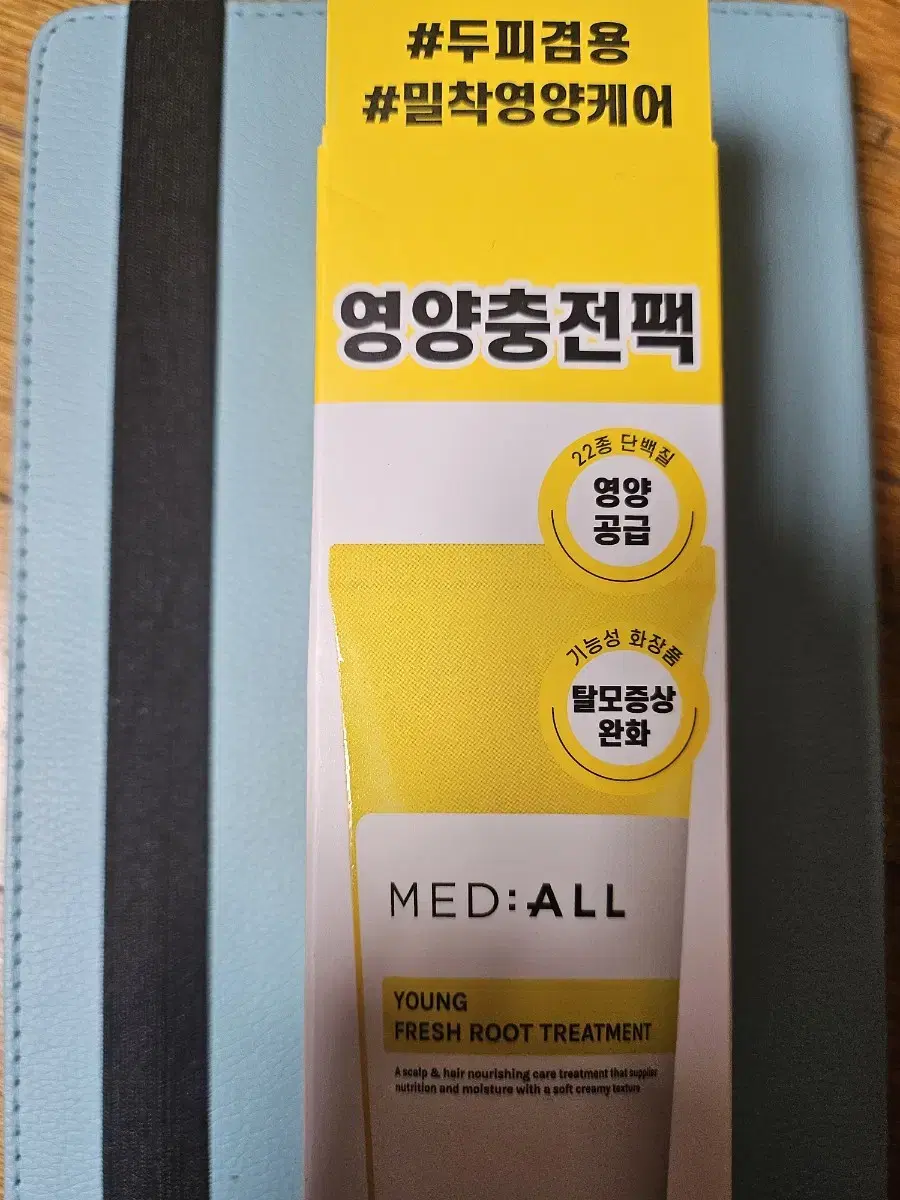 #두피겸용
#밀착영양케어
영양충전팩
22종 단백질
영양
공급
기능성 화장품
탈모증상
완화
MED:ALL
YOUNG
FRESH ROOT TREATMENT
A scalp & hair nourishing care treatment that supplies
nutrition and moisture with a soft creamy texture